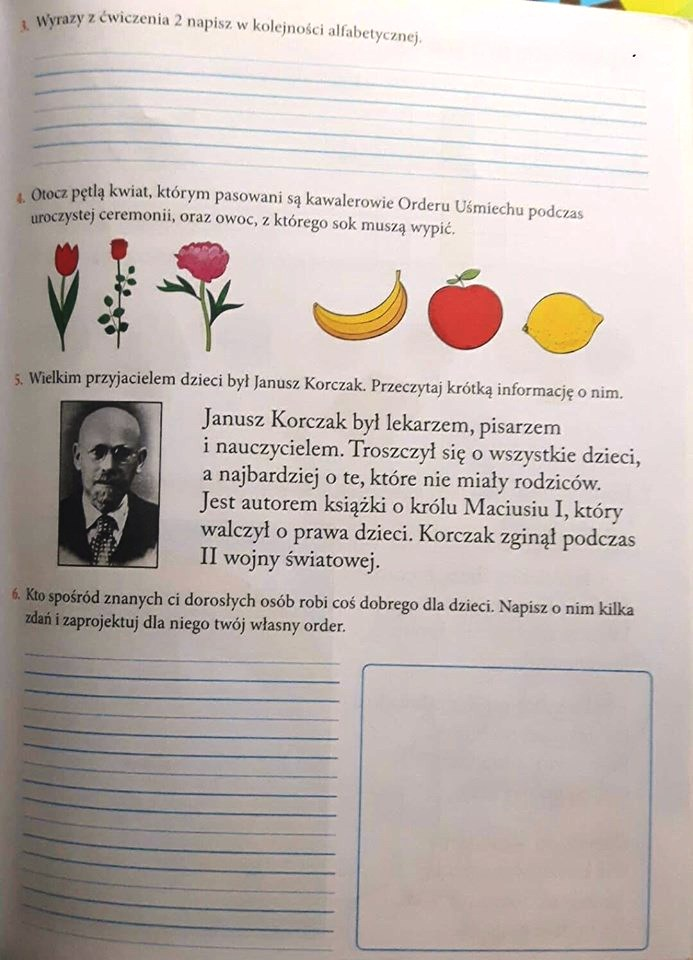 3. Wyrazy z ćwiczenia 2 napisz w kolejności alfabetycznej.
4. Otocz pętlą kwiat, którym pasowani są kawalerowie Orderu Uśmiechu podczas
uroczystej ceremonii, oraz owoc, z którego sok muszą wypić.
5. Wielkim przyjacielem dzieci był Janusz Korczak. Przeczytaj krótką informację o nim.
Janusz Korczak był lekarzem, pisarzem
i nauczycielem. Troszczył się o wszystkie dzieci,
a najbardziej o te, które nie miały rodziców.
Jest autorem książki o królu Maciusiu I, który
walczył o prawa dzieci. Korczak zginął podczas
II wojny światowej.
6. Kto spośród znanych ci dorosłych osób robi coś dobrego dla dzieci. Napisz o nim kilka
zdań i zaprojektuj dla niego twój własny order.